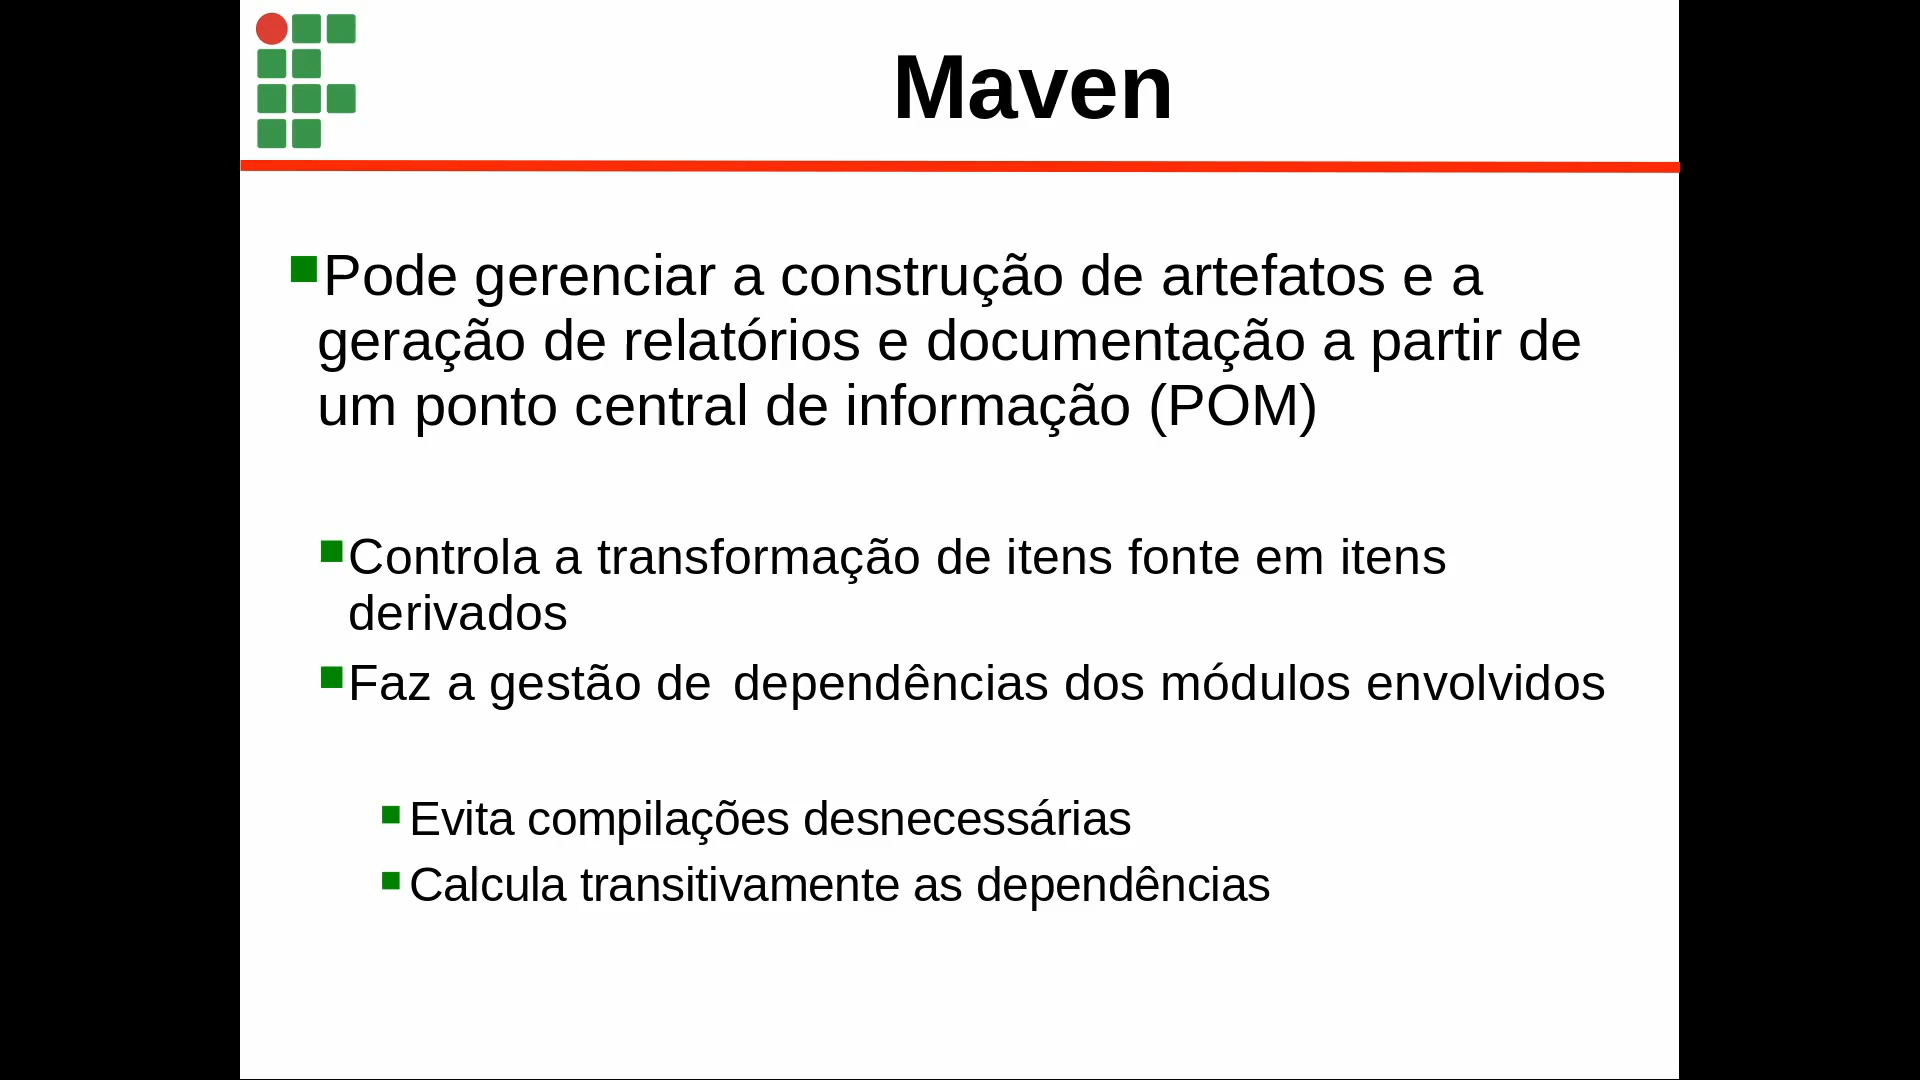 Maven
Pode gerenciar a construção de artefatos e a
geração de relatórios e documentação a partir de
um ponto central de informação (POM)
Controla a transformação de itens fonte em itens
derivados
Faz a gestão de dependências dos módulos envolvidos
Evita compilações desnecessárias
Calcula transitivamente as dependências